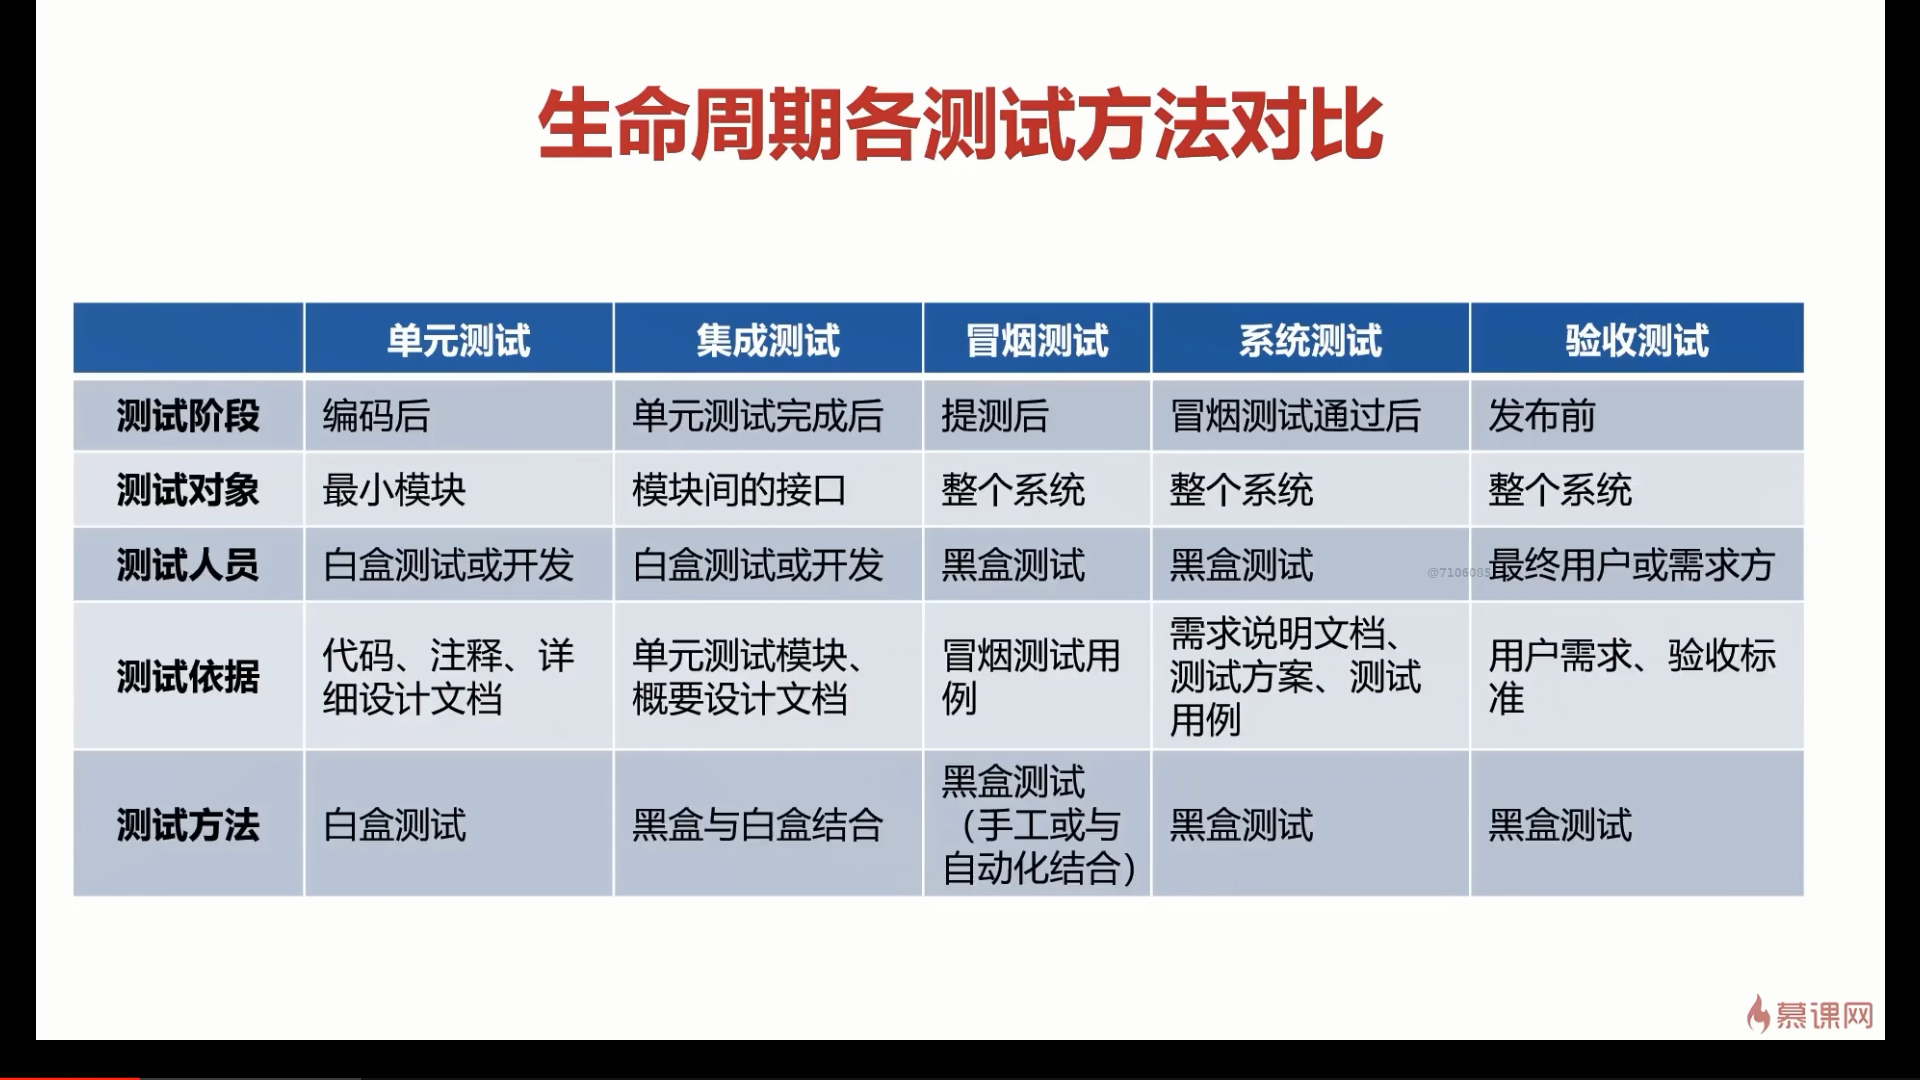 生命周期各测试方法对比
单元测试 集成测试 冒烟测试 系统测试 验收测试
测试阶段 编码后 单元测试完成后 提测后 冒烟测试通过后 发布前
测试对象 最小模块 模块间的接口 整个系统 整个系统 整个系统
测试人员 白盒测试或开发 白盒测试或开发 黑盒测试 黑盒测试 最终用户或需求方
测试依据
代码、注释、详
细设计文档
单元测试模块、
概要设计文档
冒烟测试用
例
需求说明文档、
测试方案、测试
用例
用户需求、验收标
准
测试方法
白盒测试
黑盒与白盒结合
黑盒测试
（手工或与
自动化结合）
黑盒测试
黑盒测试
慕课网